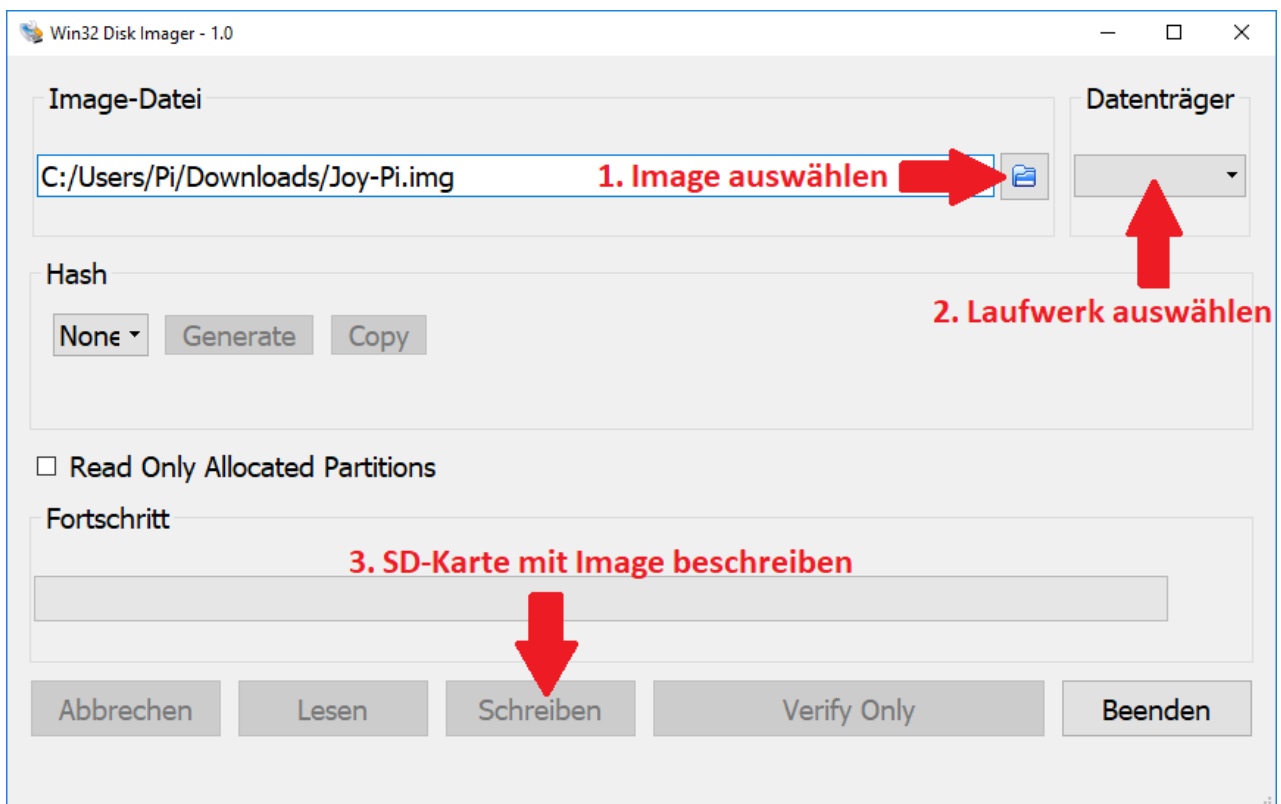 Win32 Disk Imager - 1.0
Image-Datei
Datenträger
C:/Users/Pi/Downloads/Joy-Pi.img
1. Image auswählen
2. Laufwerk auswählen
Hash
None
Generate
Copy
Read Only Allocated Partitions
Fortschritt
3. SD-Karte mit Image beschreiben
Abbrechen
Lesen
Schreiben
Verify Only
Beenden